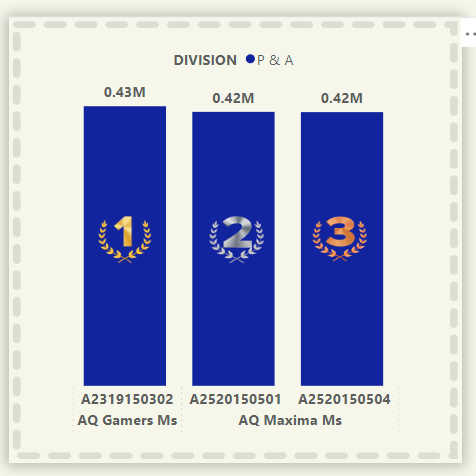 DIVISION P & A
0.43M 0.42M 0.42M
1 2 3
A2319150302 A2520150501 A2520150504
AQ Gamers Ms AQ Maxima Ms